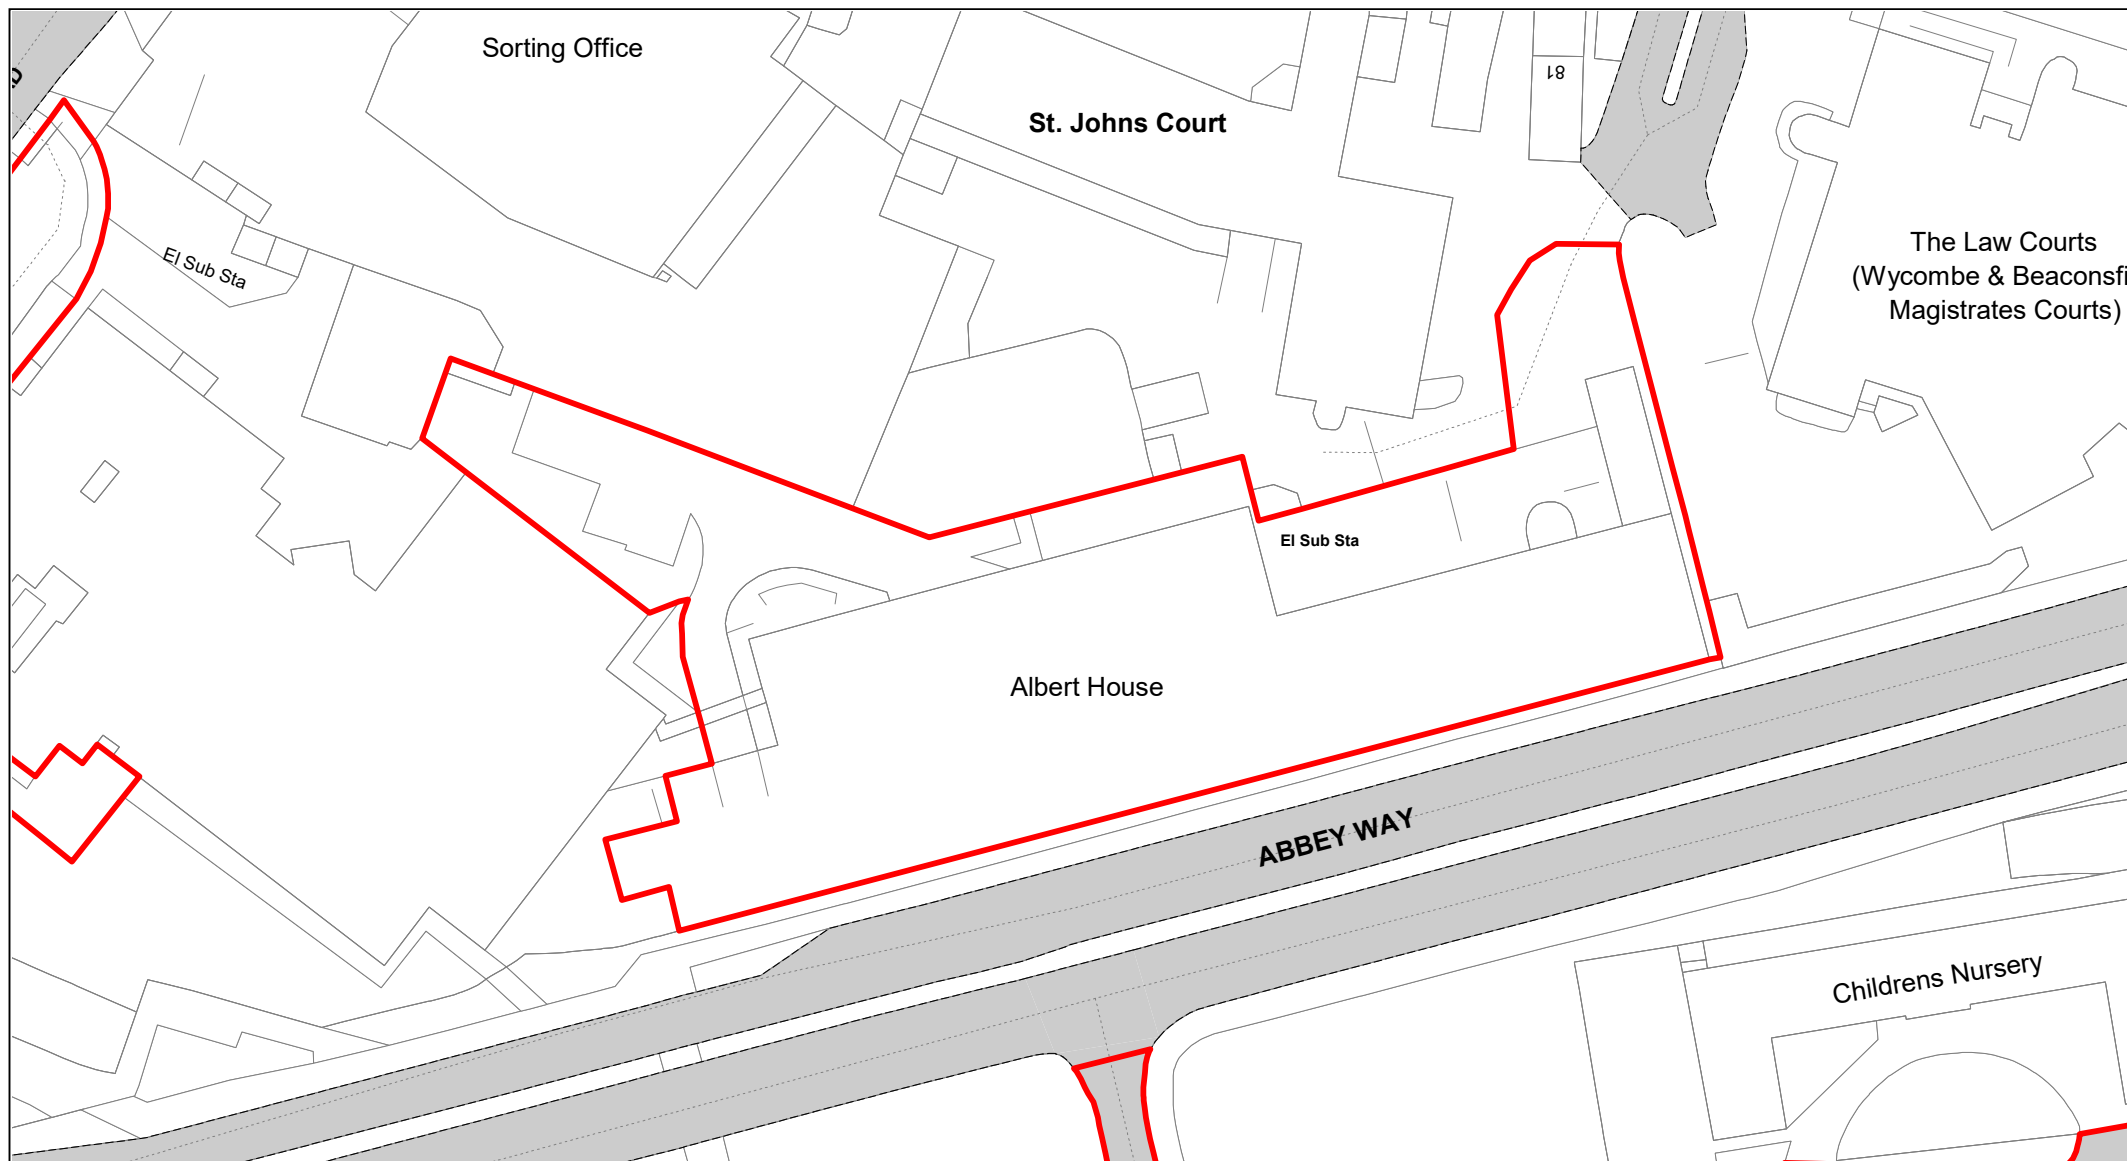 Sorting Office
81
St. Johns Court
El Sub Sta
The Law Courts
(Wycombe & Beaconsfi
Magistrates Courts)
El Sub Sta
Albert House
ABBEY WAY
Childrens Nursery